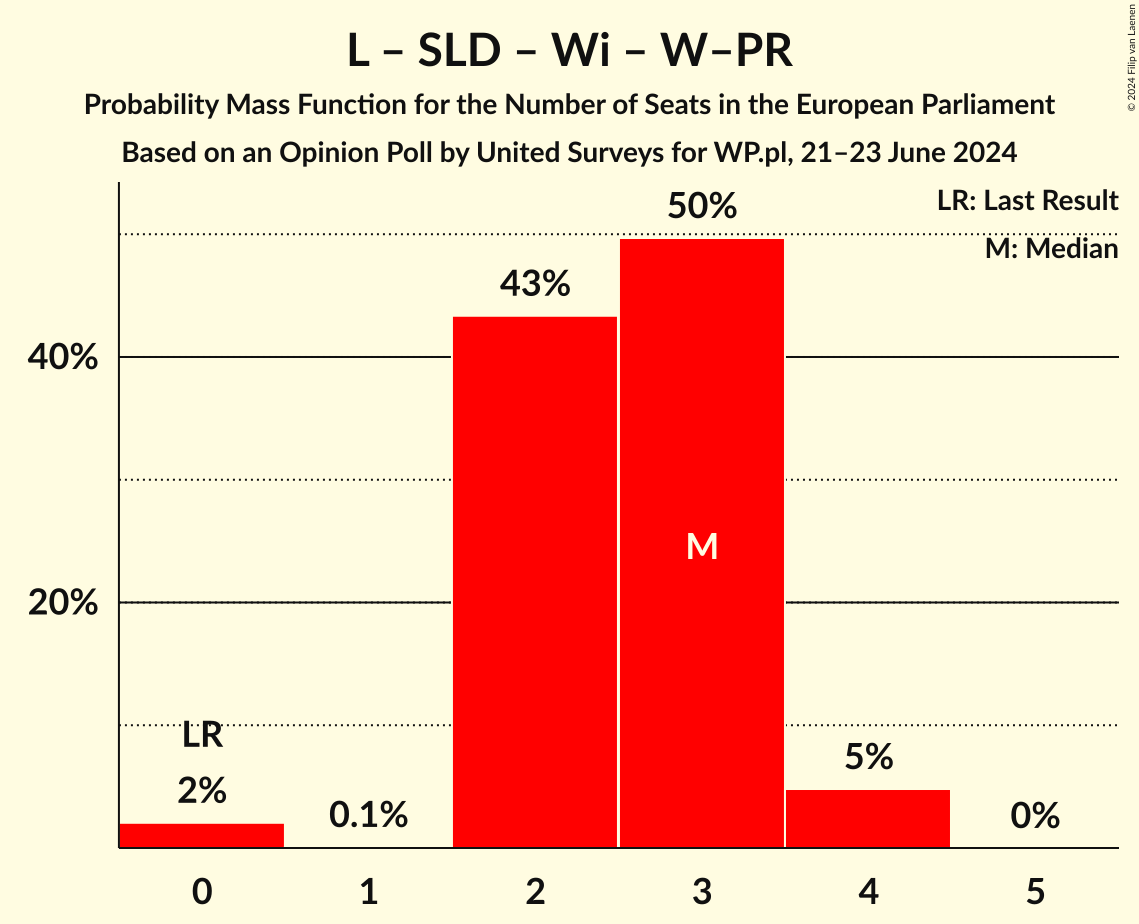 L – SLD – Wi – W–PR
Probability Mass Function for the Number of Seats in the European Parliament
Based on an Opinion Poll by United Surveys for WP.pl, 21–23 June 2024
© 2024 Filip van Laenen
LR: Last Result
M: Median
50%
43%
40%
M
20%
LR
2%
0.1%
5%
0%
0 1 2 3 4 5